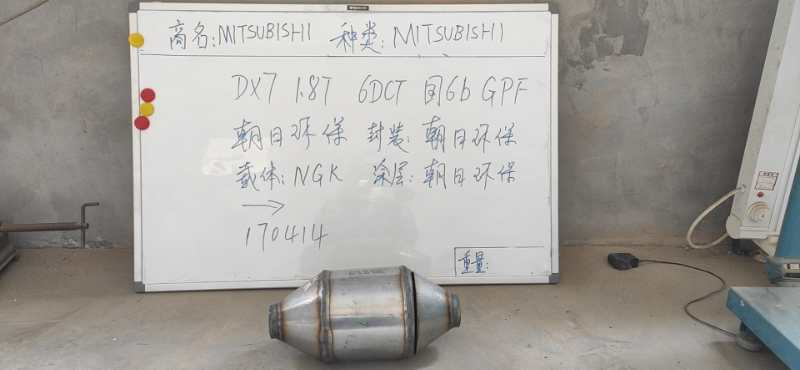 商名:MITSUBISHI 种类:MITSUBISHI
DX7 1.8T 6DCT 国6b GPF
朝日环保 封装:朝日环保
载体:NGK 涂层:朝日环保
→
170414
重量: